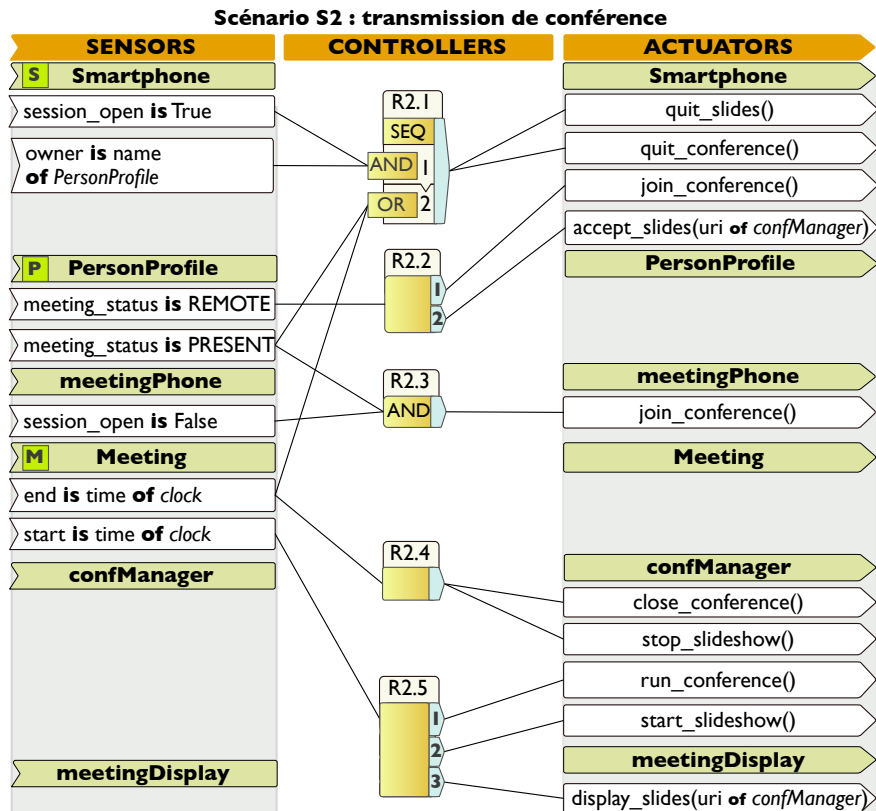 Scénario S2 : transmission de conférence
SENSORS
CONTROLLERS
ACTUATORS
S Smartphone
session_open is True
owner is name
of PersonProfile
P PersonProfile
meeting_status is REMOTE
meeting_status is PRESENT
meetingPhone
session_open is False
M Meeting
end is time of clock
start is time of clock
confManager
meetingDisplay
R2.1
SEQ
AND 1
OR 2
R2.2
1
2
R2.3
AND
R2.4
R2.5
1
2
3
Smartphone
quit_slides()
quit_conference()
join_conference()
accept_slides(uri of confManager)
PersonProfile
meetingPhone
join_conference()
Meeting
confManager
close_conference()
stop_slideshow()
run_conference()
start_slideshow()
meetingDisplay
display_slides(uri of confManager)